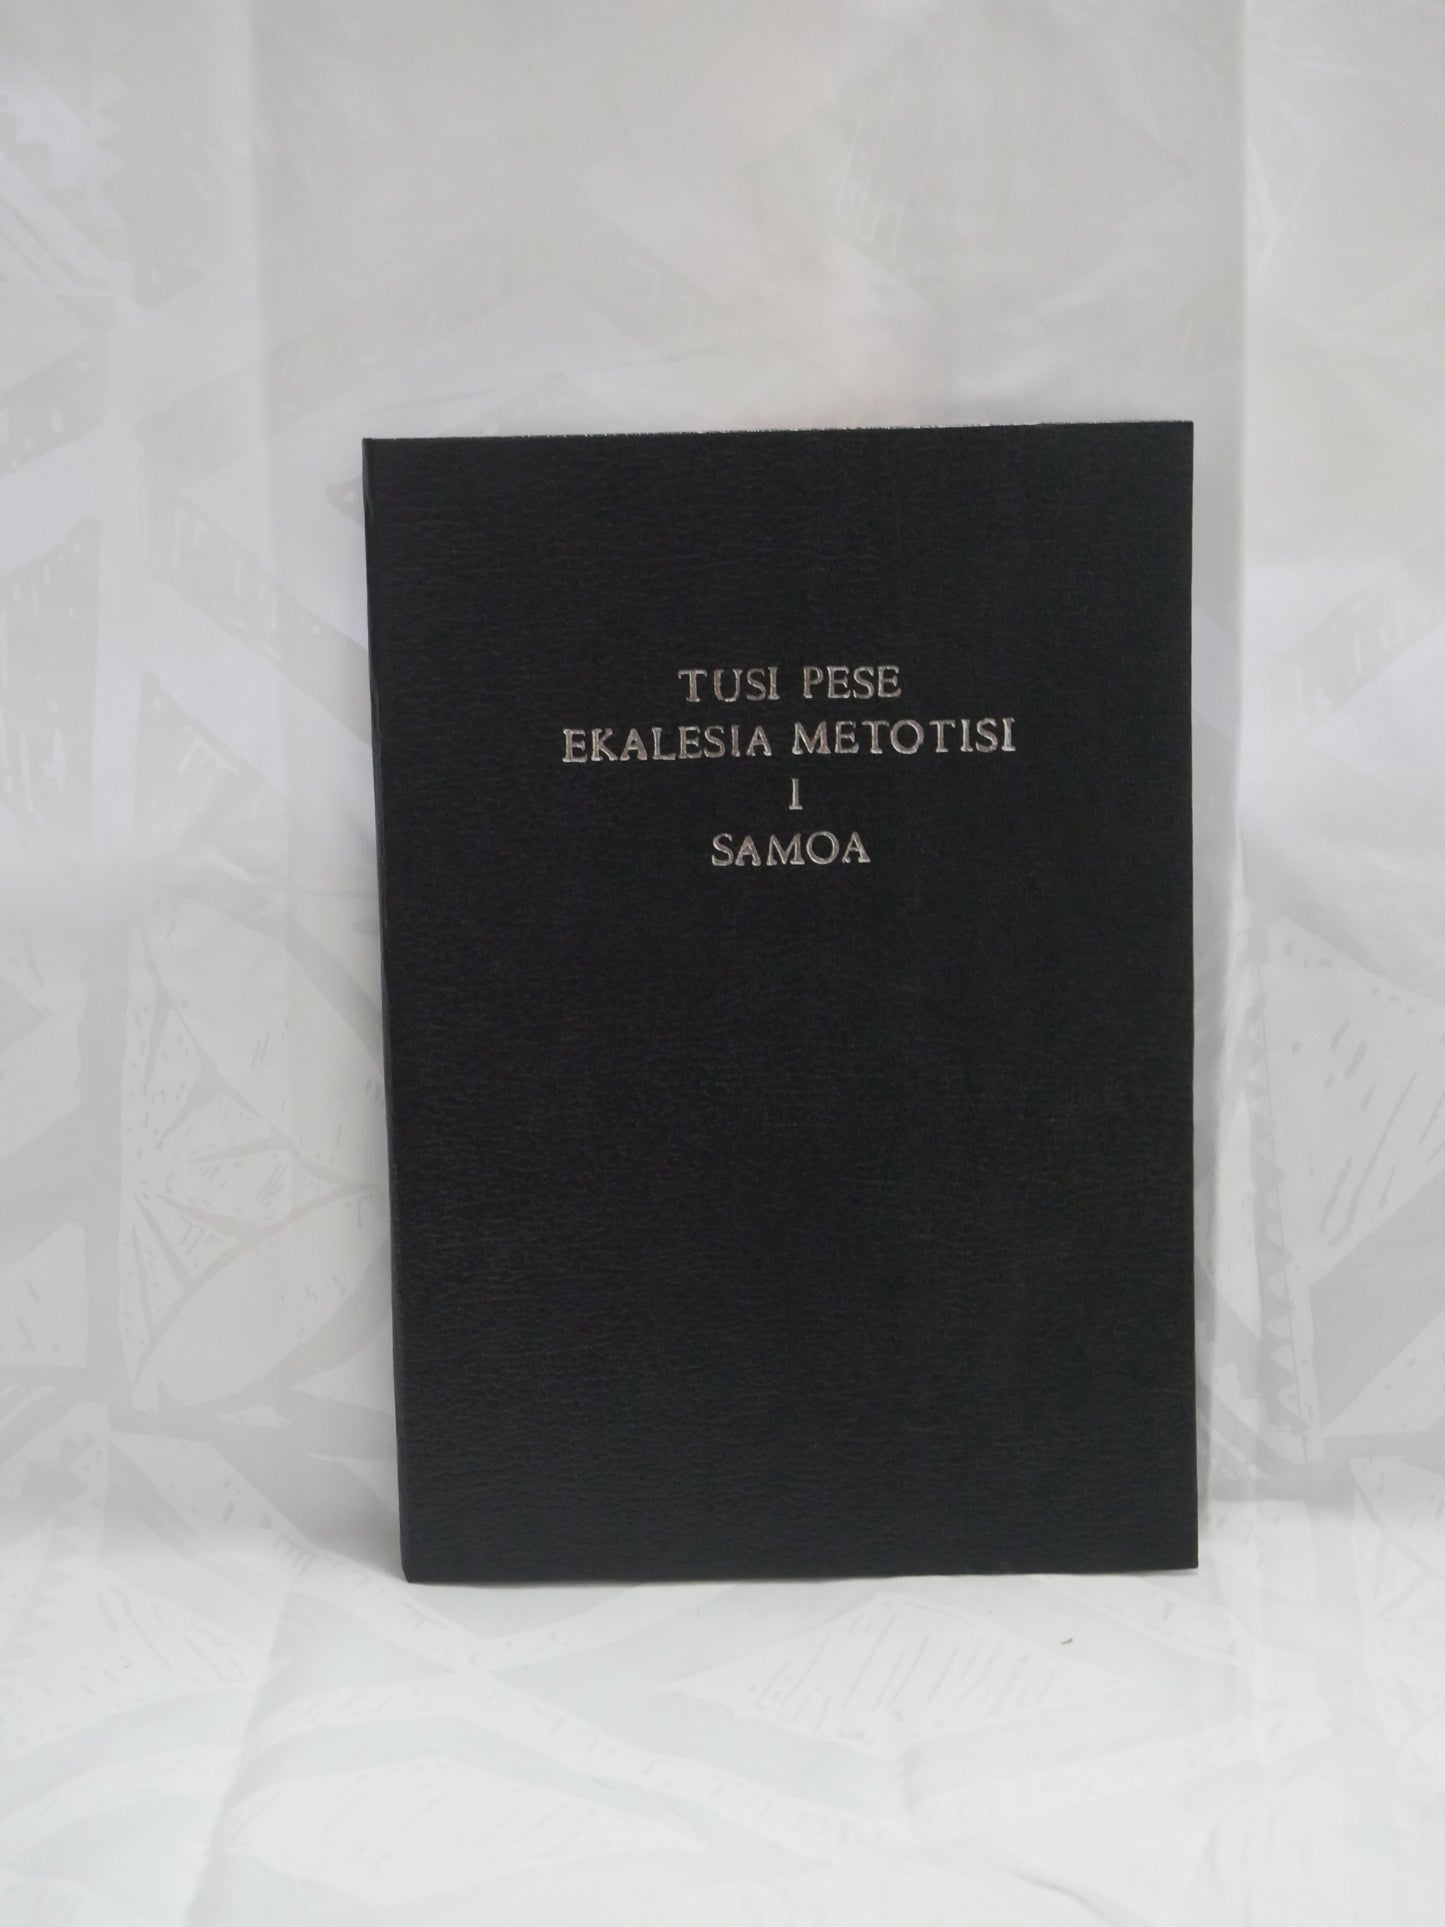 TUSI PESE
EKALESIA METOTISI
I
SAMOA